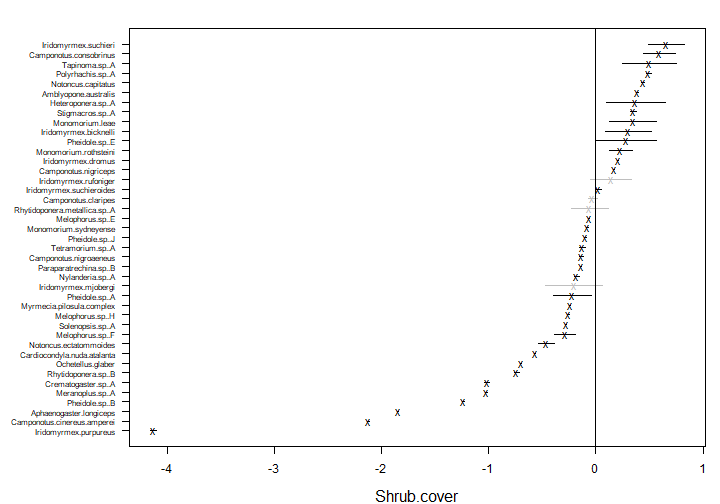 Iridomyrmex.suchieri
Camponotus.consobrinus
Tapinoma.sp..A
Polyrhachis.sp..A
Notoncus.capitatus
Amblyopone.australis
Heteroponera.sp..A
Stigmacros.sp..A
Monomorium.leae
Iridomyrmex.bicknelli
Pheidole.sp..E
Monomorium.rothsteini
Iridomyrmex.dromus
Camponotus.nigriceps
Iridomyrmex.rufoniger
Iridomyrmex.suchieroides
Camponotus.claripes
Rhytidoponera.metallica.sp..A
Melophorus.sp..E
Monomorium.sydneyense
Pheidole.sp..J
Tetramorium.sp..A
Camponotus.nigroaeneus
Paraparatrechina.sp..B
Nylanderia.sp..A
Iridomyrmex.mjobergi
Pheidole.sp..A
Myrmecia.pilosula.complex
Melophorus.sp..H
Solenopsis.sp..A
Melophorus.sp..F
Notoncus.ectatommoides
Cardiocondyla.nuda.atalanta
Ochetellus.glaber
Rhytidoponera.sp..B
Crematogaster.sp..A
Meranoplus.sp..A
Pheidole.sp..B
Aphaenogaster.longiceps
Camponotus.cinereus.amperei
Iridomyrmex.purpureus
-4 -3 -2 -1 0 1
Shrub.cover